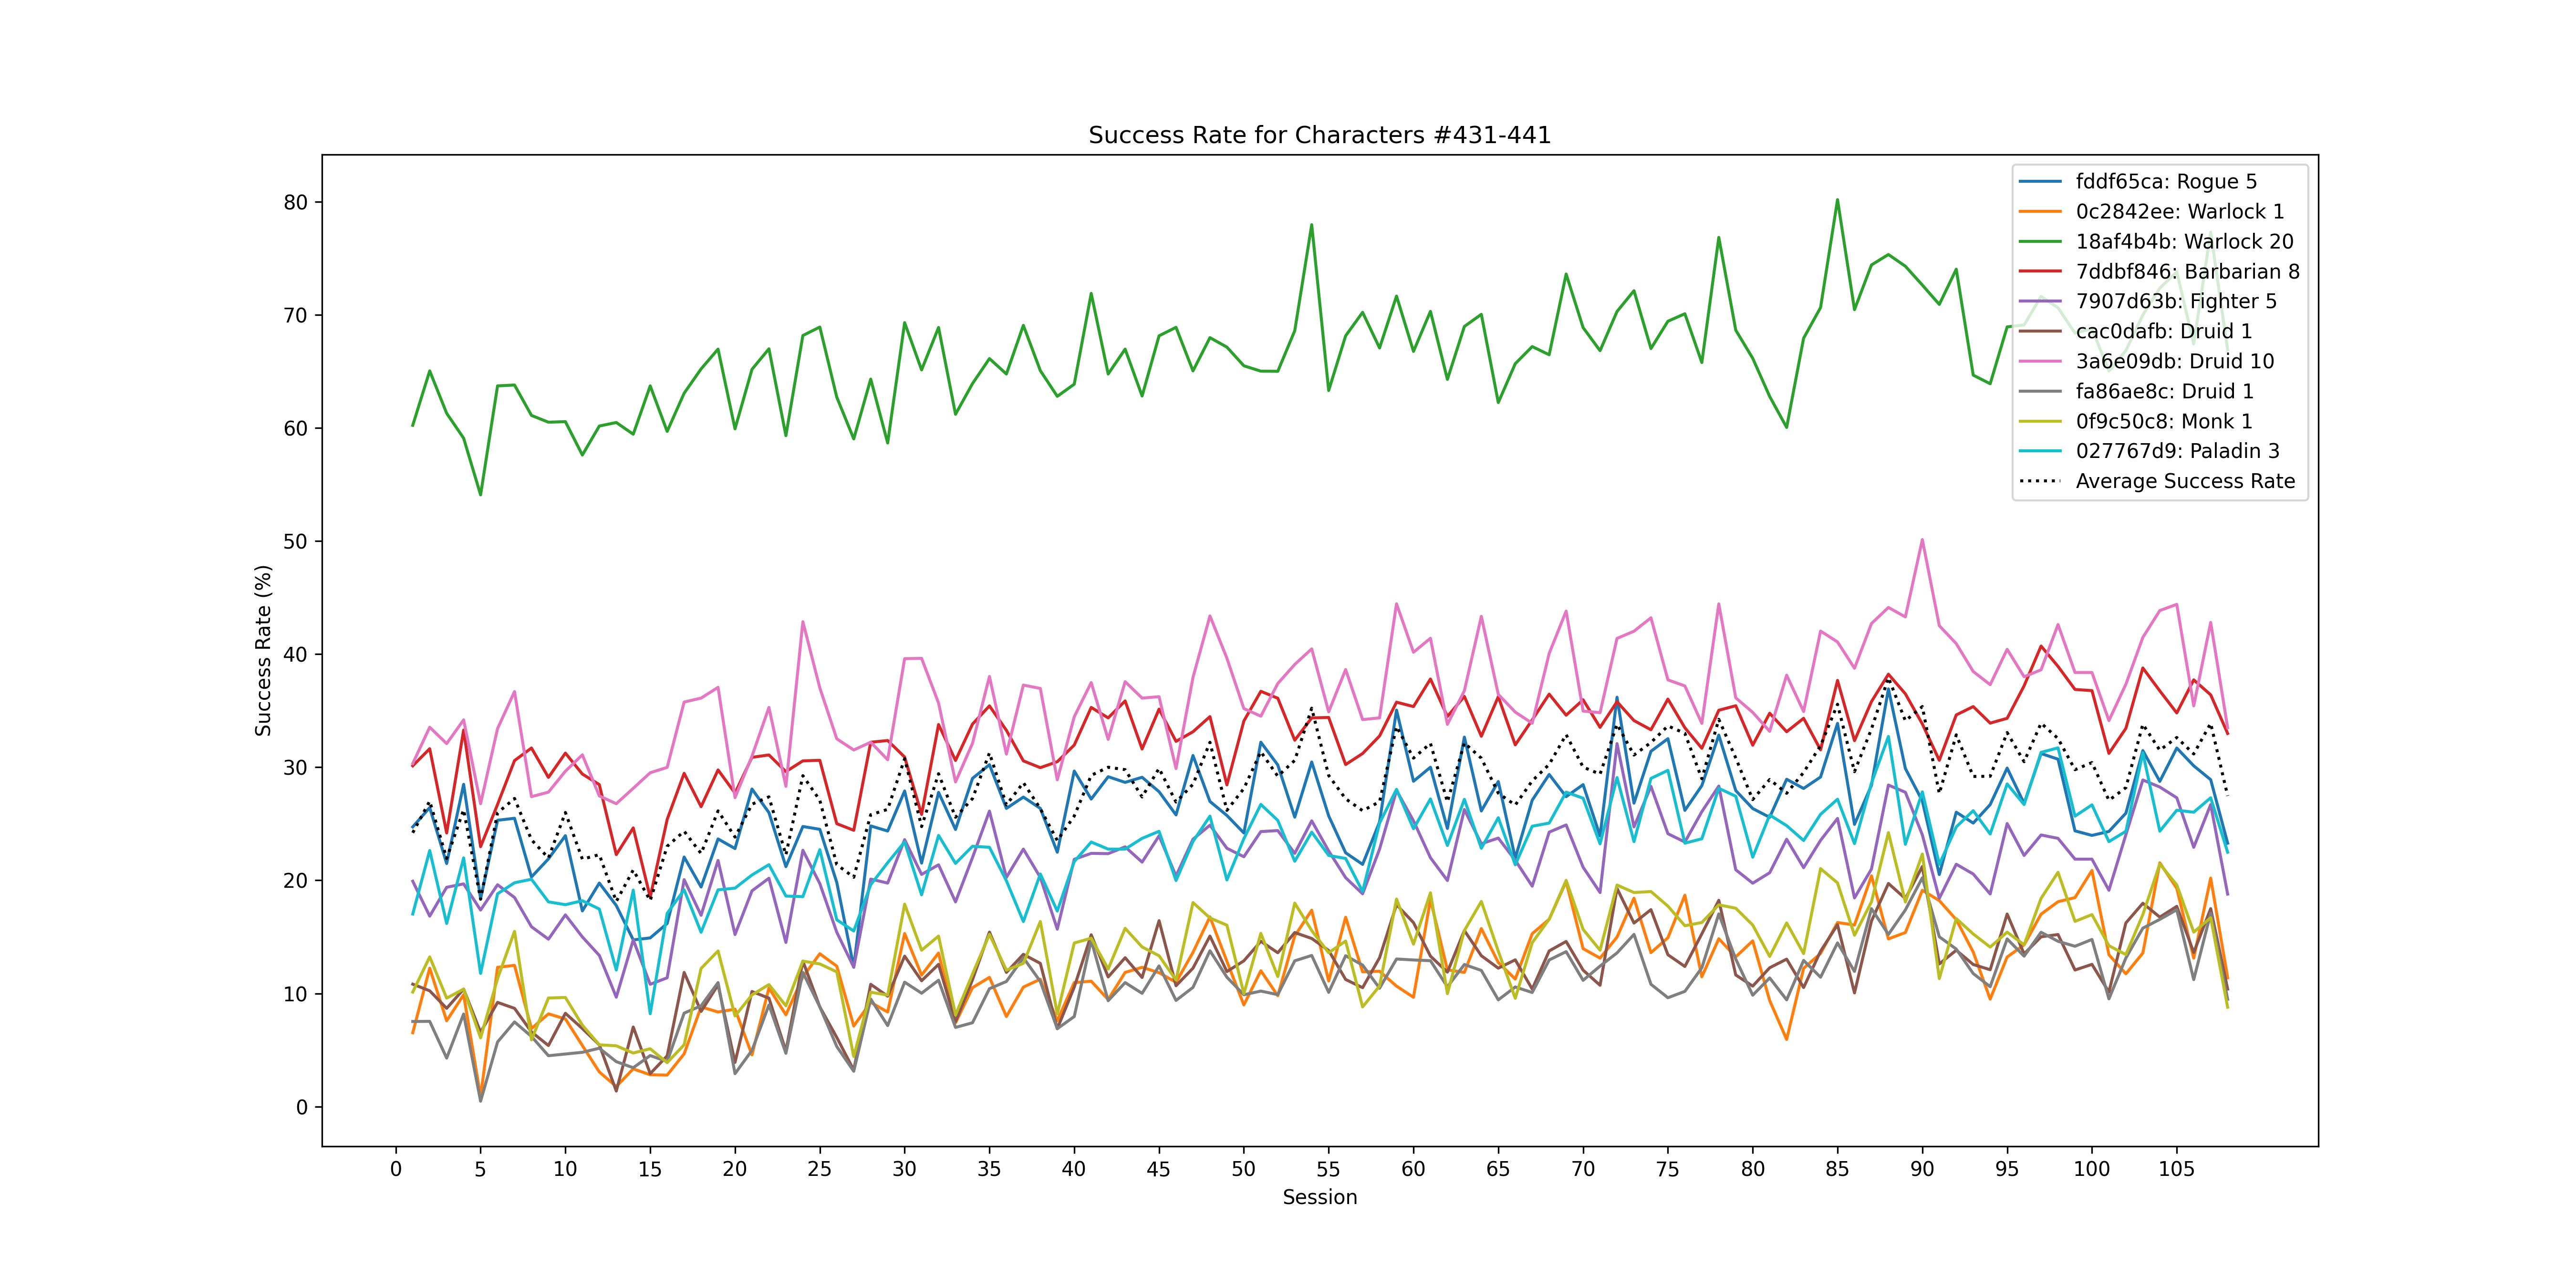 Success Rate for Characters #431-441
fddf65ca: Rogue 5
0c2842ee: Warlock 1
18af4b4b: Warlock 20
7ddbf846: Barbarian 8
7907d63b: Fighter 5
cac0dafb: Druid 1
3a6e09db: Druid 10
fa86ae8c: Druid 1
0f9c50c8: Monk 1
027767d9: Paladin 3
Average Success Rate
Success Rate (%)
80
70
60
50
40
30
20
10
0
0 5 10 15 20 25 30 35 40 45 50 55 60 65 70 75 80 85 90 95 100 105
Session